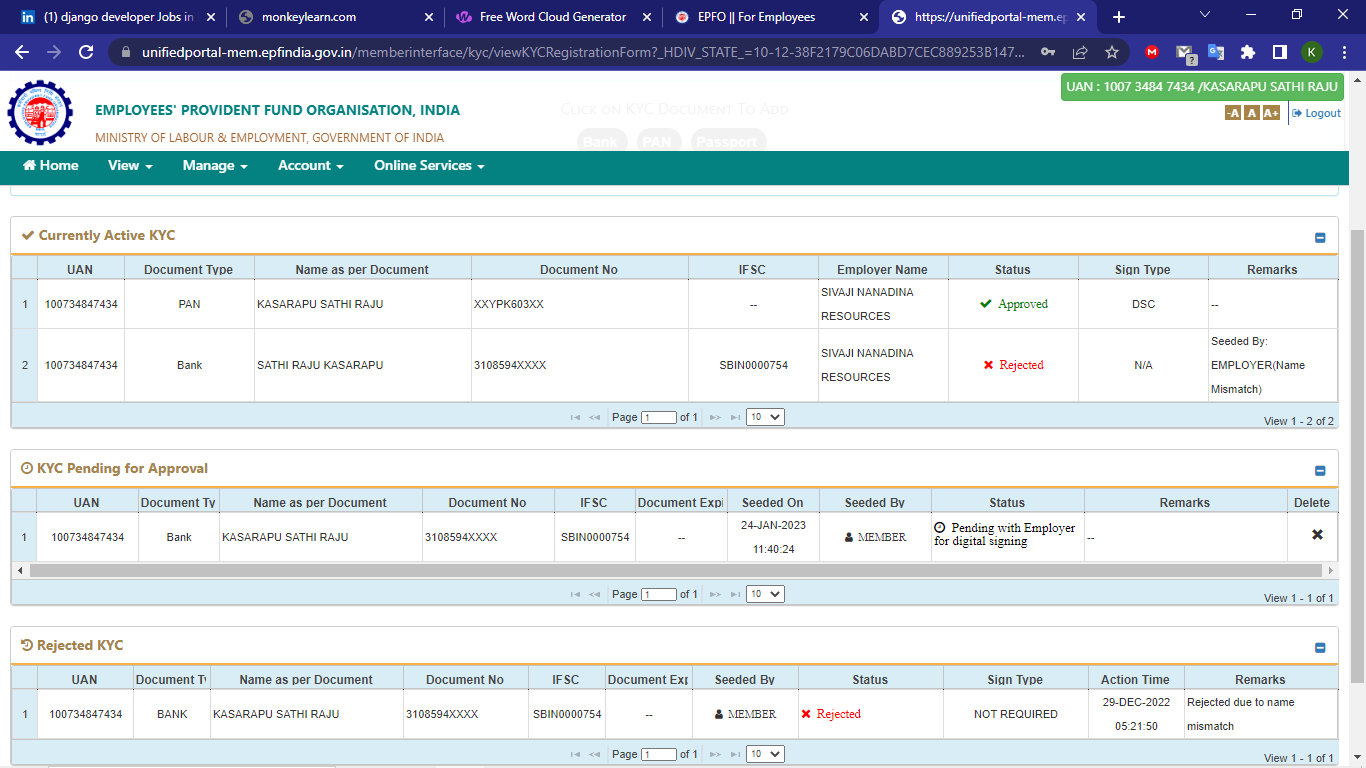 (1) django developer Jobs in
monkeylearn.com
Free Word Cloud Generator
EPFO || For Employees
https://unifiedportal-mem.ep
unifiedportal-mem.epfindia.gov.in/memberinterface/kyc/viewKYCRegistrationForm?_HDIV_STATE_=10-12-38F2179C06DABD7CEC889253B147...
K
UAN : 1007 3484 7434 /KASARAPU SATHI RAJU
EMPLOYEES' PROVIDENT FUND ORGANISATION, INDIA
MINISTRY OF LABOUR & EMPLOYMENT, GOVERNMENT OF INDIA
Click on KYC Document To Add
Bank PAN Passport
-A A A+ Logout
Home View Manage Account Online Services
Currently Active KYC
UAN Document Type Name as per Document Document No IFSC Employer Name Status Sign Type Remarks
1 100734847434 PAN KASARAPU SATHI RAJU XXYPK603XX -- SIVAJI NANADINA RESOURCES Approved DSC --
2 100734847434 Bank SATHI RAJU KASARAPU 3108594XXXX SBIN0000754 SIVAJI NANADINA RESOURCES Rejected N/A Seeded By: EMPLOYER(Name Mismatch)
Page 1 of 1 10 View 1 - 2 of 2
KYC Pending for Approval
UAN Document Ty Name as per Document Document No IFSC Document Expi Seeded On Seeded By Status Remarks Delete
1 100734847434 Bank KASARAPU SATHI RAJU 3108594XXXX SBIN0000754 -- 24-JAN-2023 11:40:24 MEMBER Pending with Employer for digital signing --
Page 1 of 1 10 View 1 - 1 of 1
Rejected KYC
UAN Document Ty Name as per Document Document No IFSC Document Exp Seeded By Status Sign Type Action Time Remarks
1 100734847434 BANK KASARAPU SATHI RAJU 3108594XXXX SBIN0000754 -- MEMBER Rejected NOT REQUIRED 29-DEC-2022 05:21:50 Rejected due to name mismatch
Page 1 of 1 10 View 1 - 1 of 1